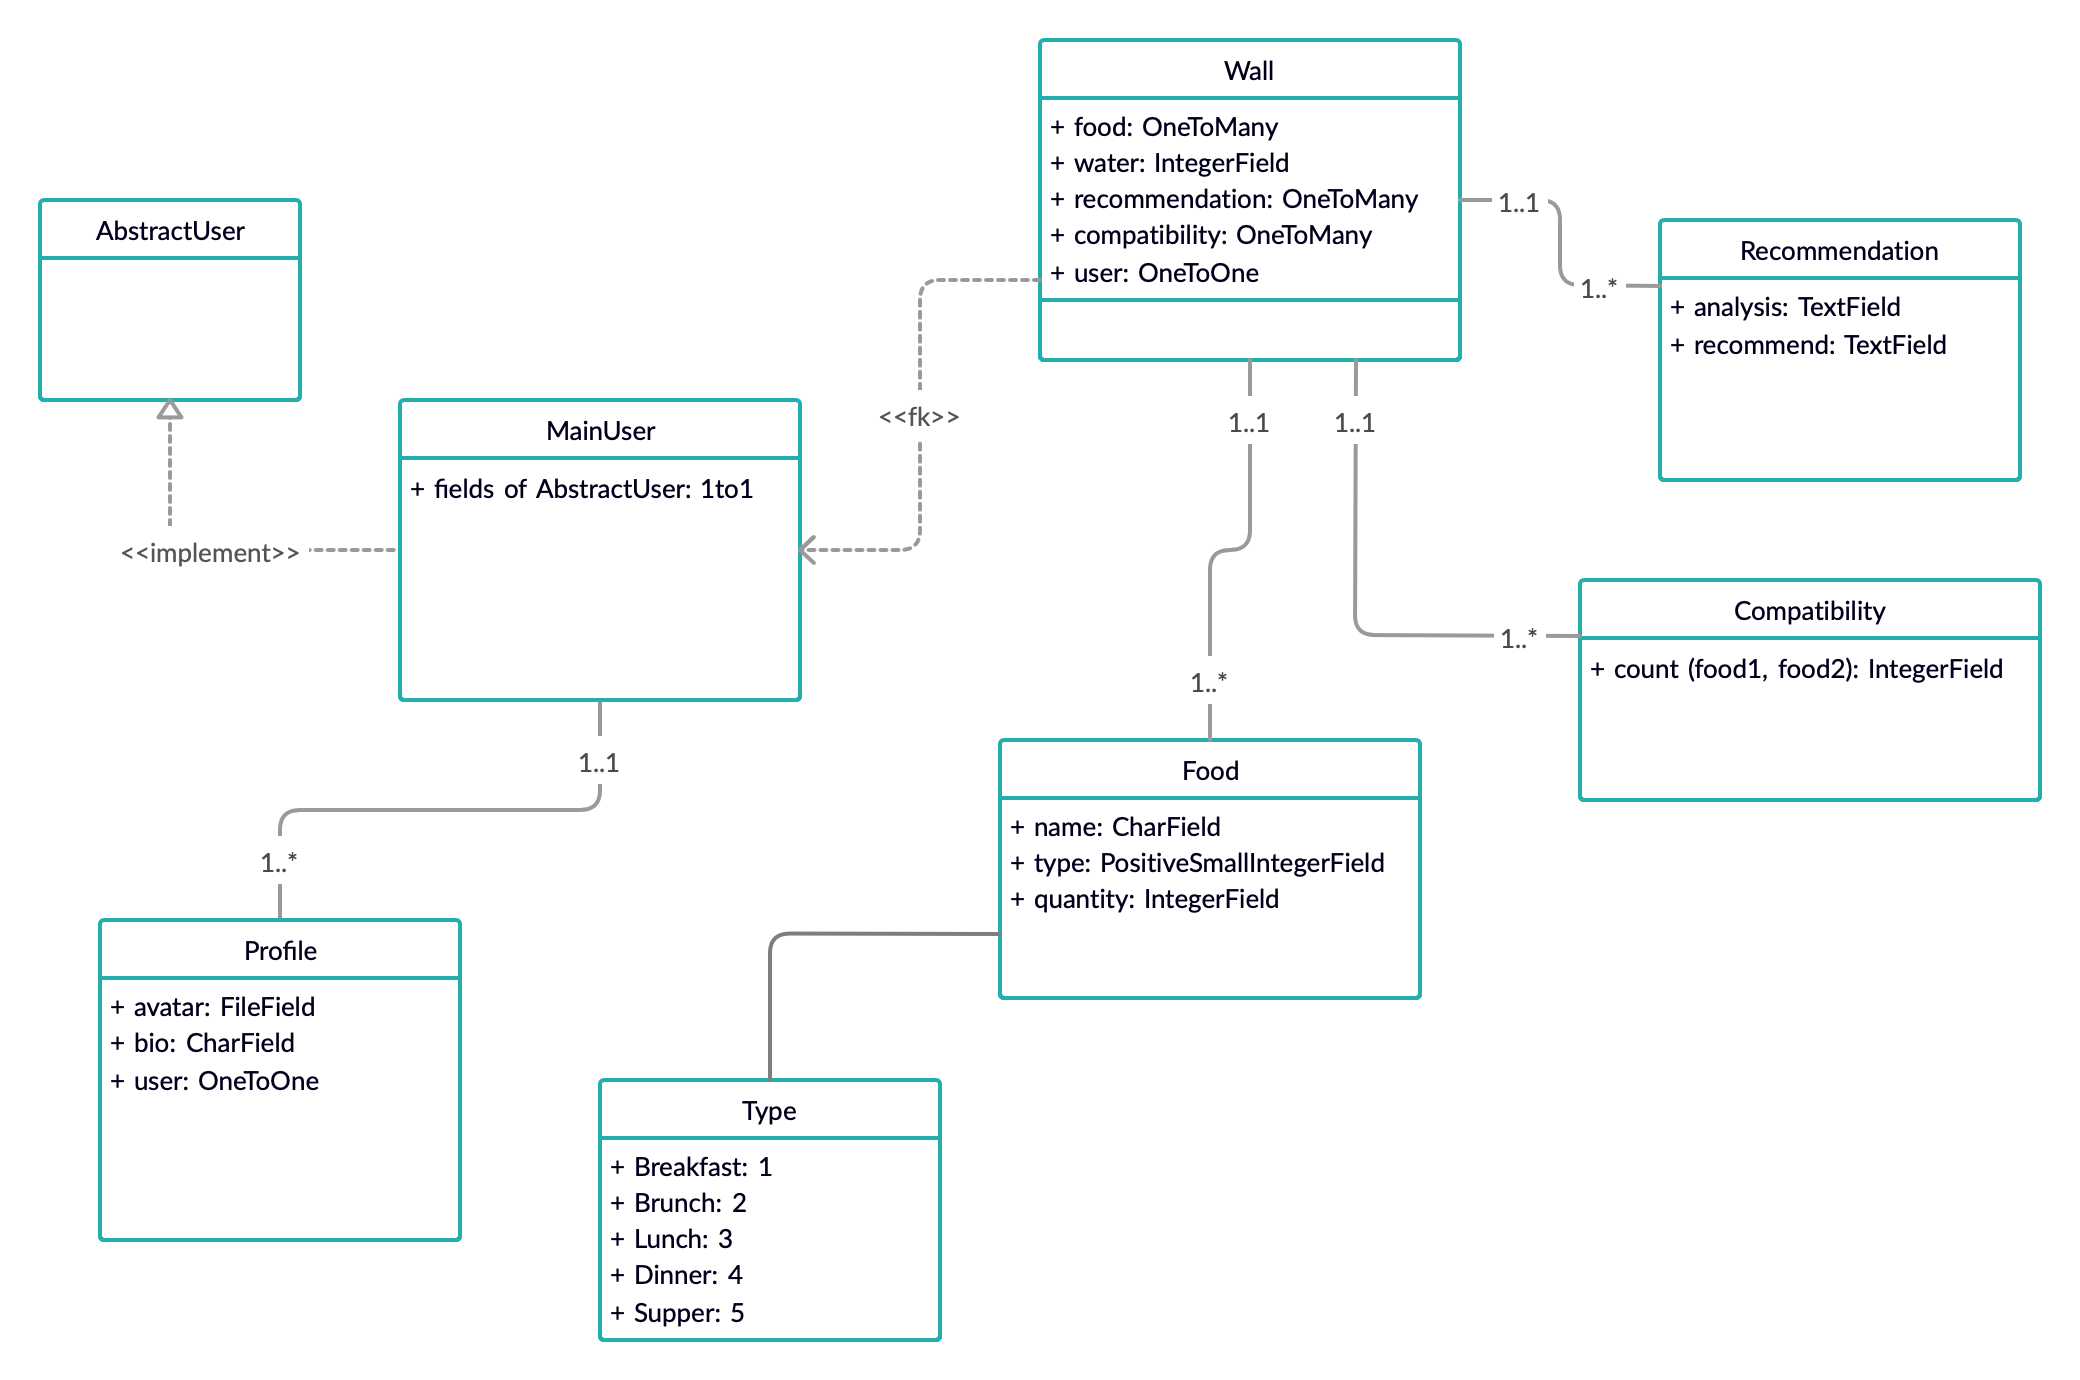 Wall
+ food: OneToMany
+ water: IntegerField
+ recommendation: OneToMany
+ compatibility: OneToMany
+ user: OneToOne
AbstractUser
1..1
Recommendation
+ analysis: TextField
+ recommend: TextField
1..*
MainUser
+ fields of AbstractUser: 1to1
<<fk>>
1..1
1..1
<<implement>>
Compatibility
+ count (food1, food2): IntegerField
1..*
1..*
1..1
Food
+ name: CharField
+ type: PositiveSmallIntegerField
+ quantity: IntegerField
1..*
Profile
+ avatar: FileField
+ bio: CharField
+ user: OneToOne
Type
+ Breakfast: 1
+ Brunch: 2
+ Lunch: 3
+ Dinner: 4
+ Supper: 5